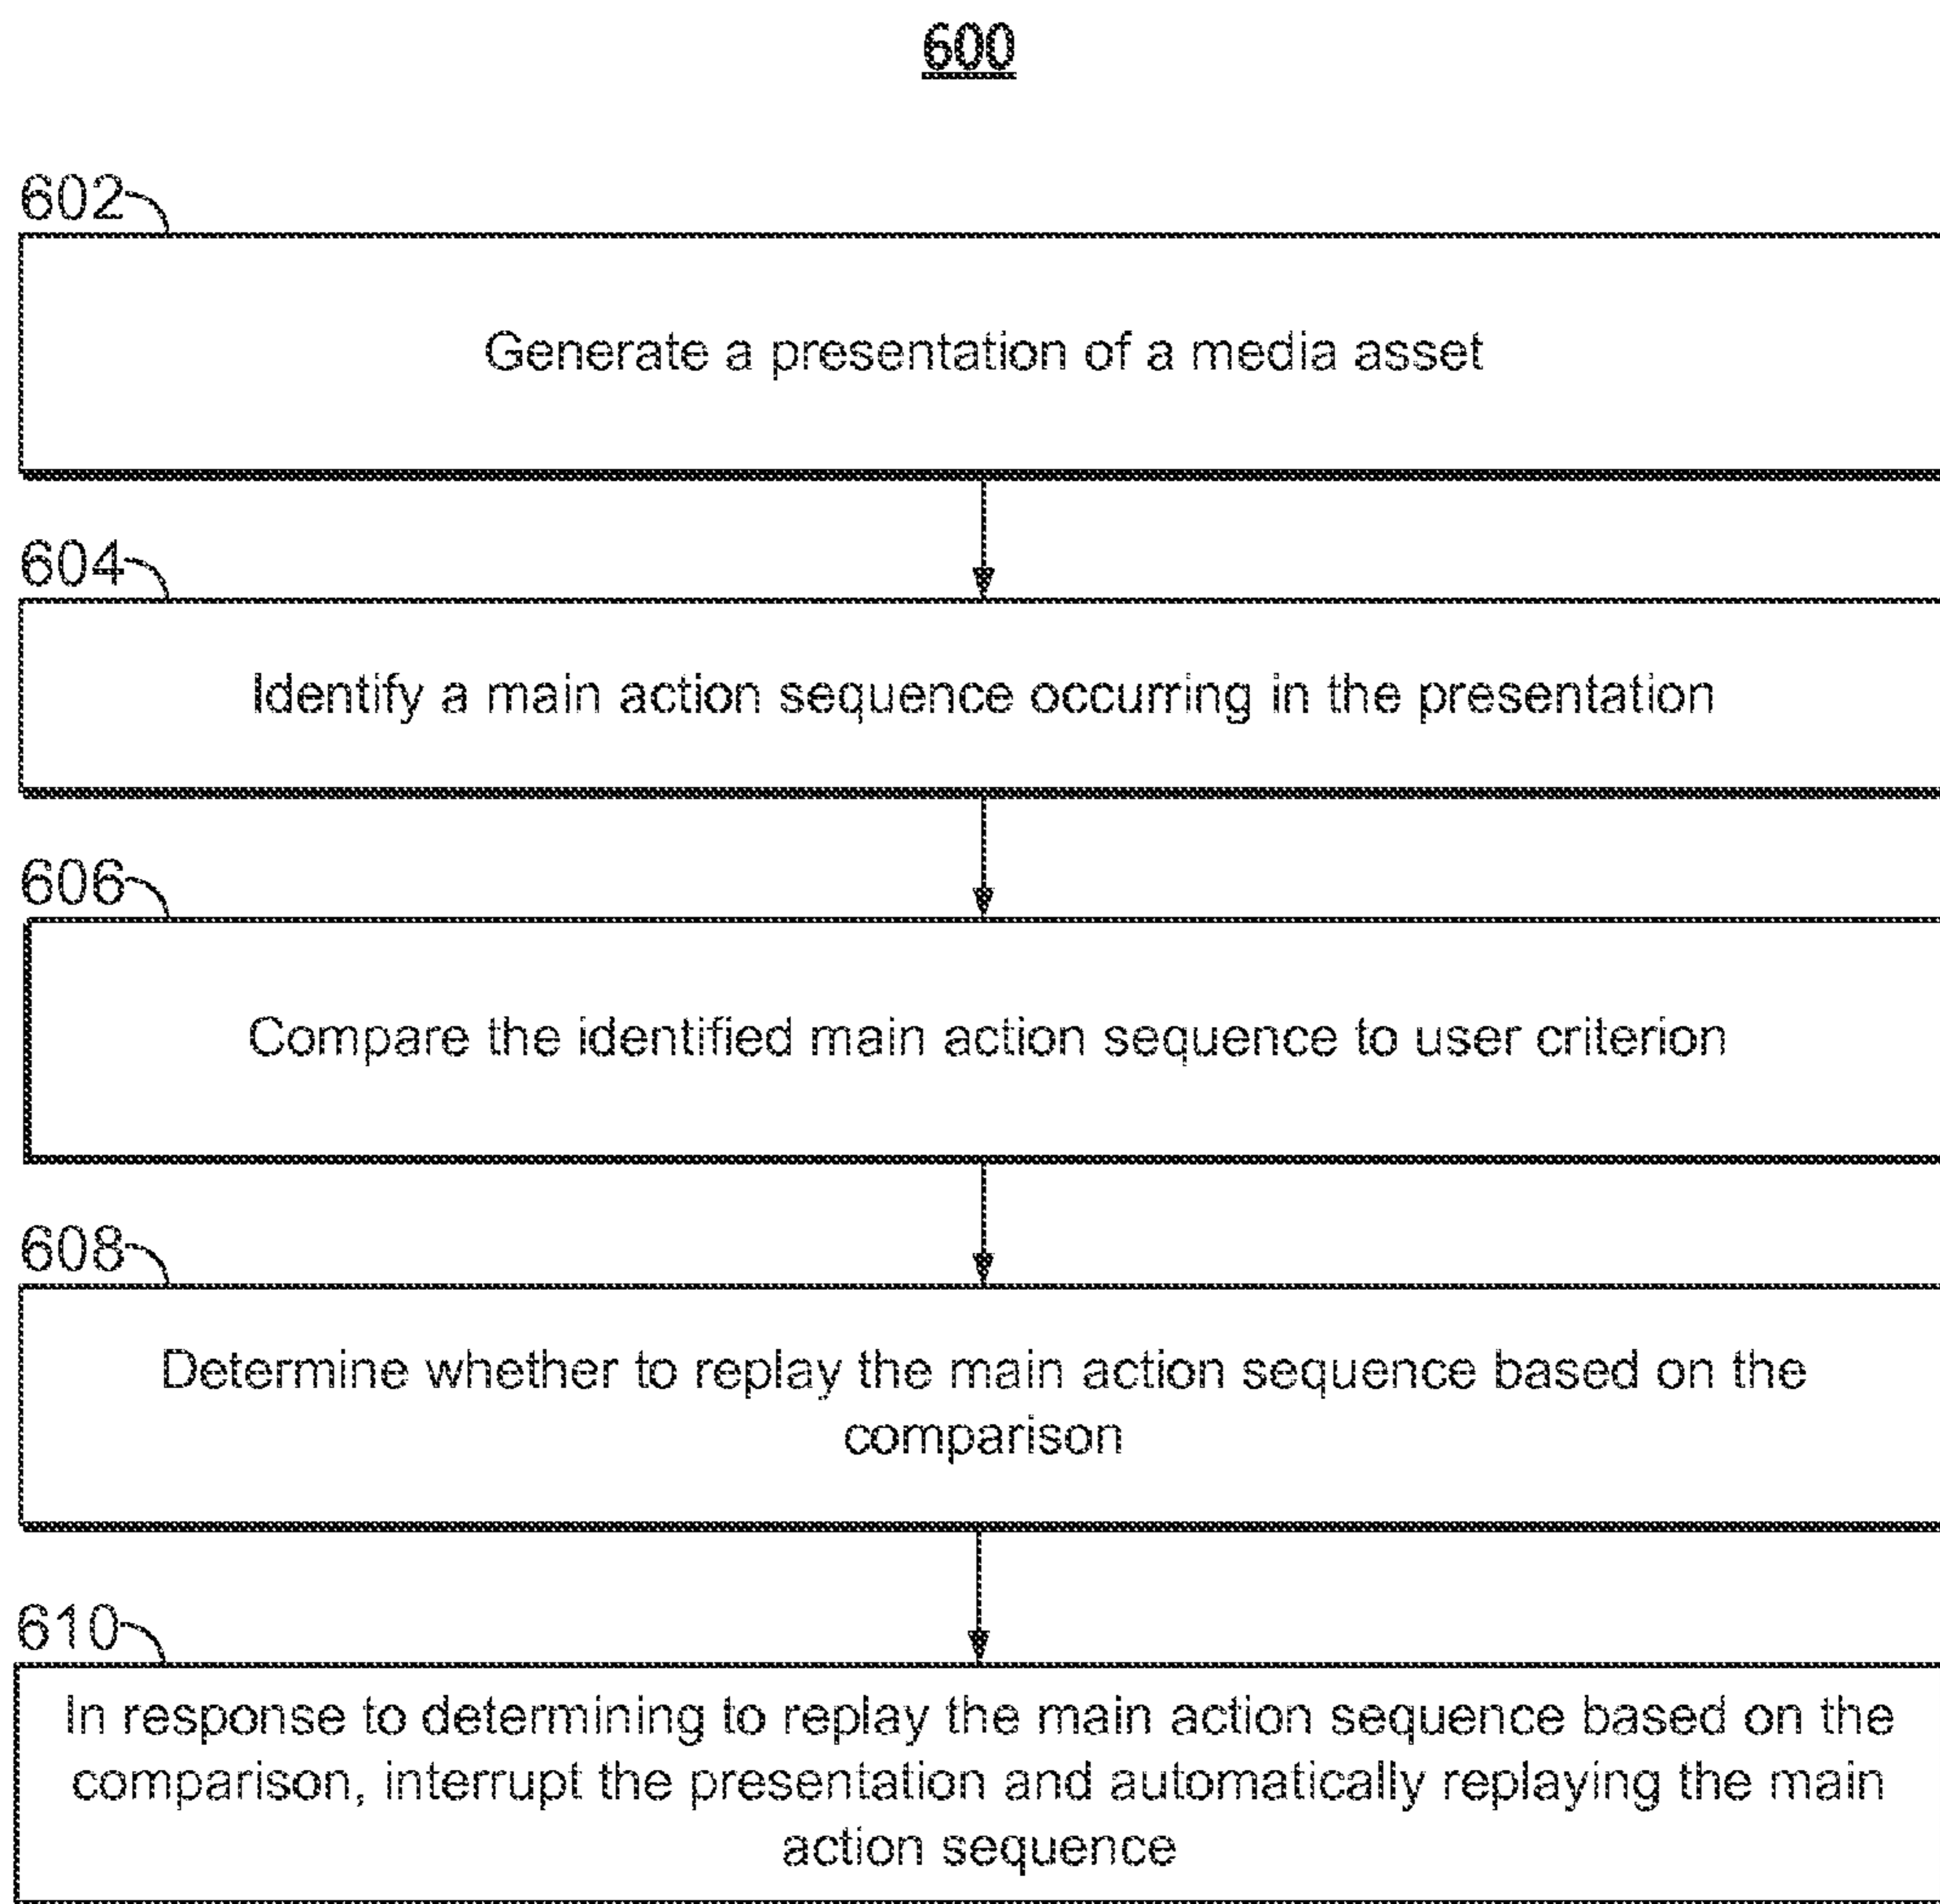 600
602
Generate a presentation of a media asset
604
Identify a main action sequence occurring in the presentation
606
Compare the identified main action sequence to user criterion
608
Determine whether to replay the main action sequence based on the
comparison
610
In response to determining to replay the main action sequence based on the
comparison, interrupt the presentation and automatically replaying the main
action sequence